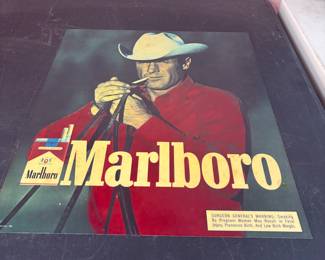 Marlboro
Marlboro
SURGEON GENERAL'S WARNING: Smoking
By Pregnant Women May Result in Fetal
Injury, Premature Birth, And Low Birth Weight.